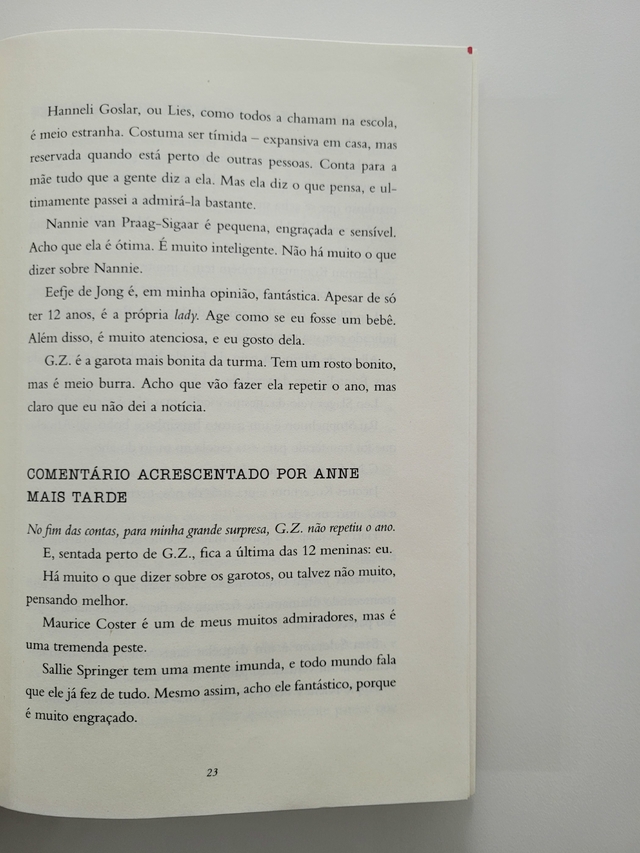 Hanneli Goslar, ou Lies, como todos a chamam na escola,
é meio estranha. Costuma ser tímida – expansiva em casa, mas
reservada quando está perto de outras pessoas. Conta para a
mãe tudo que a gente diz a ela. Mas ela diz o que pensa, e ul-
timamente passei a admirá-la bastante.
Nannie van Praag-Sigaar é pequena, engraçada e sensível.
Acho que ela é ótima. É muito inteligente. Não há muito o que
dizer sobre Nannie.
Eefje de Jong é, em minha opinião, fantástica. Apesar de só
ter 12 anos, é a própria lady. Age como se eu fosse um bebê.
Além disso, é muito atenciosa, e eu gosto dela.
G.Z. é a garota mais bonita da turma. Tem um rosto bonito,
mas é meio burra. Acho que vão fazer ela repetir o ano, mas
claro que eu não dei a notícia.
COMENTÁRIO ACRESCENTADO POR ANNE
MAIS TARDE
No fim das contas, para minha grande surpresa, G.Z. não repetiu o ano.
E, sentada perto de G.Z., fica a última das 12 meninas: eu.
Há muito o que dizer sobre os garotos, ou talvez não muito,
pensando melhor.
Maurice Coster é um de meus muitos admiradores, mas é
uma tremenda peste.
Sallie Springer tem uma mente imunda, e todo mundo fala
que ele já fez de tudo. Mesmo assim, acho ele fantástico, porque
é muito engraçado.
23